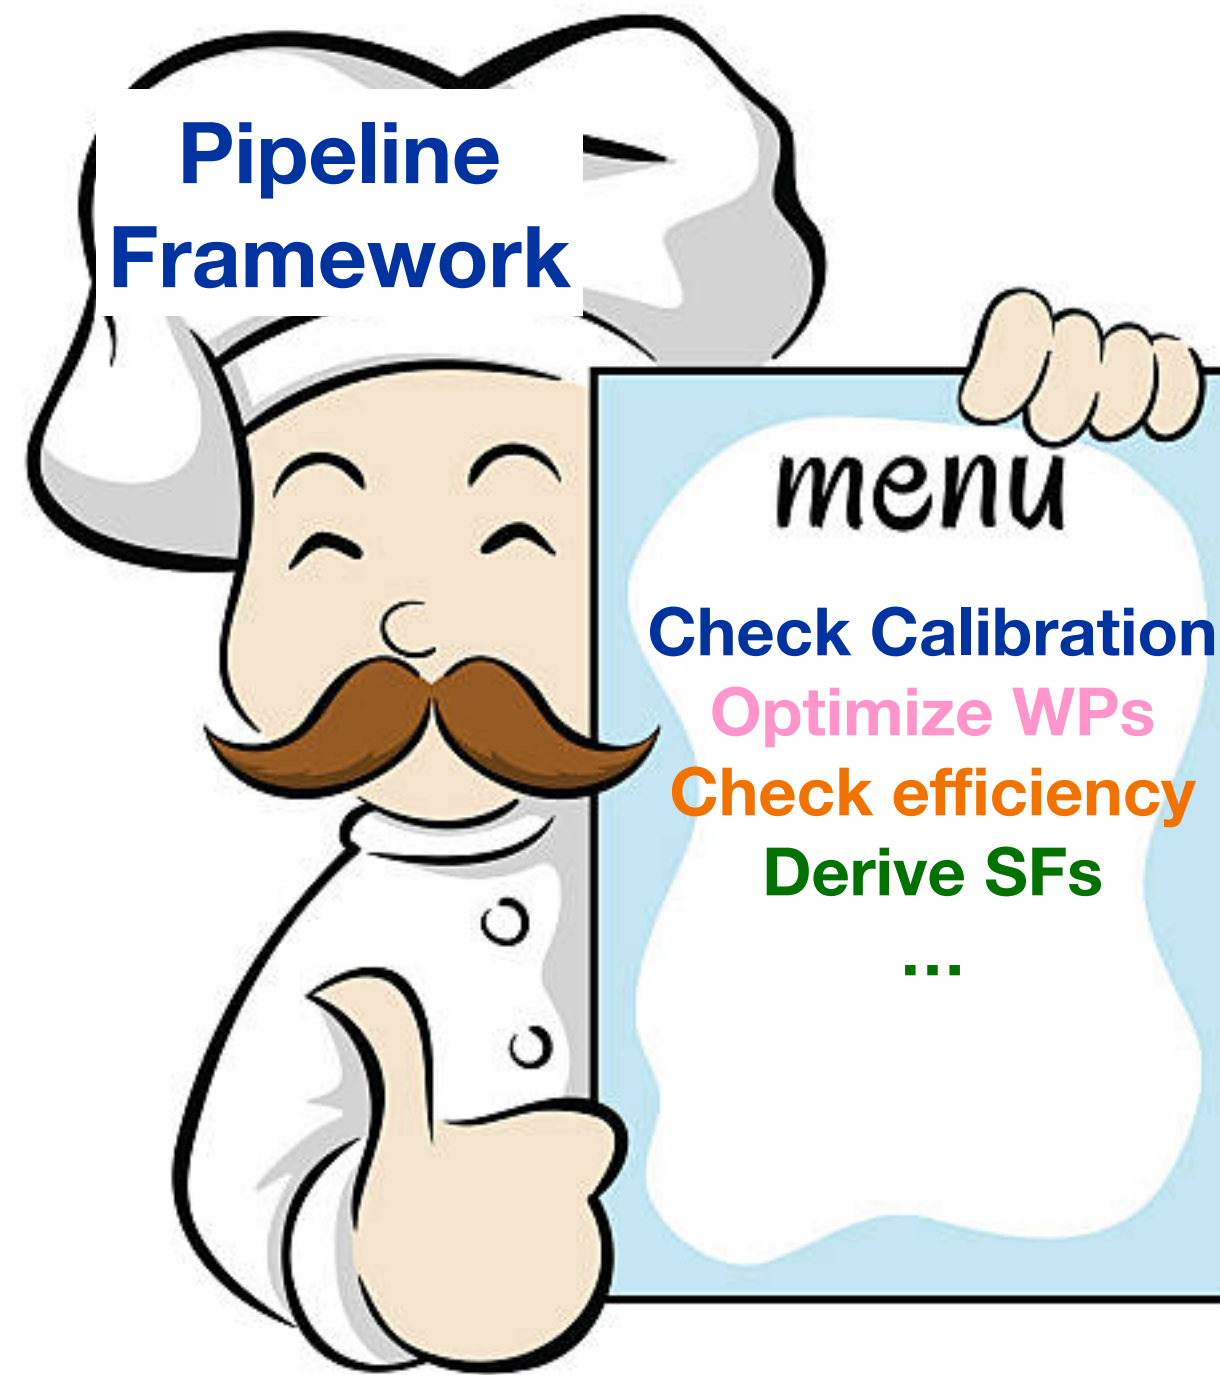 Pipeline
Framework
menu
Check Calibration
Optimize WPs
Check efficiency
Derive SFs
...